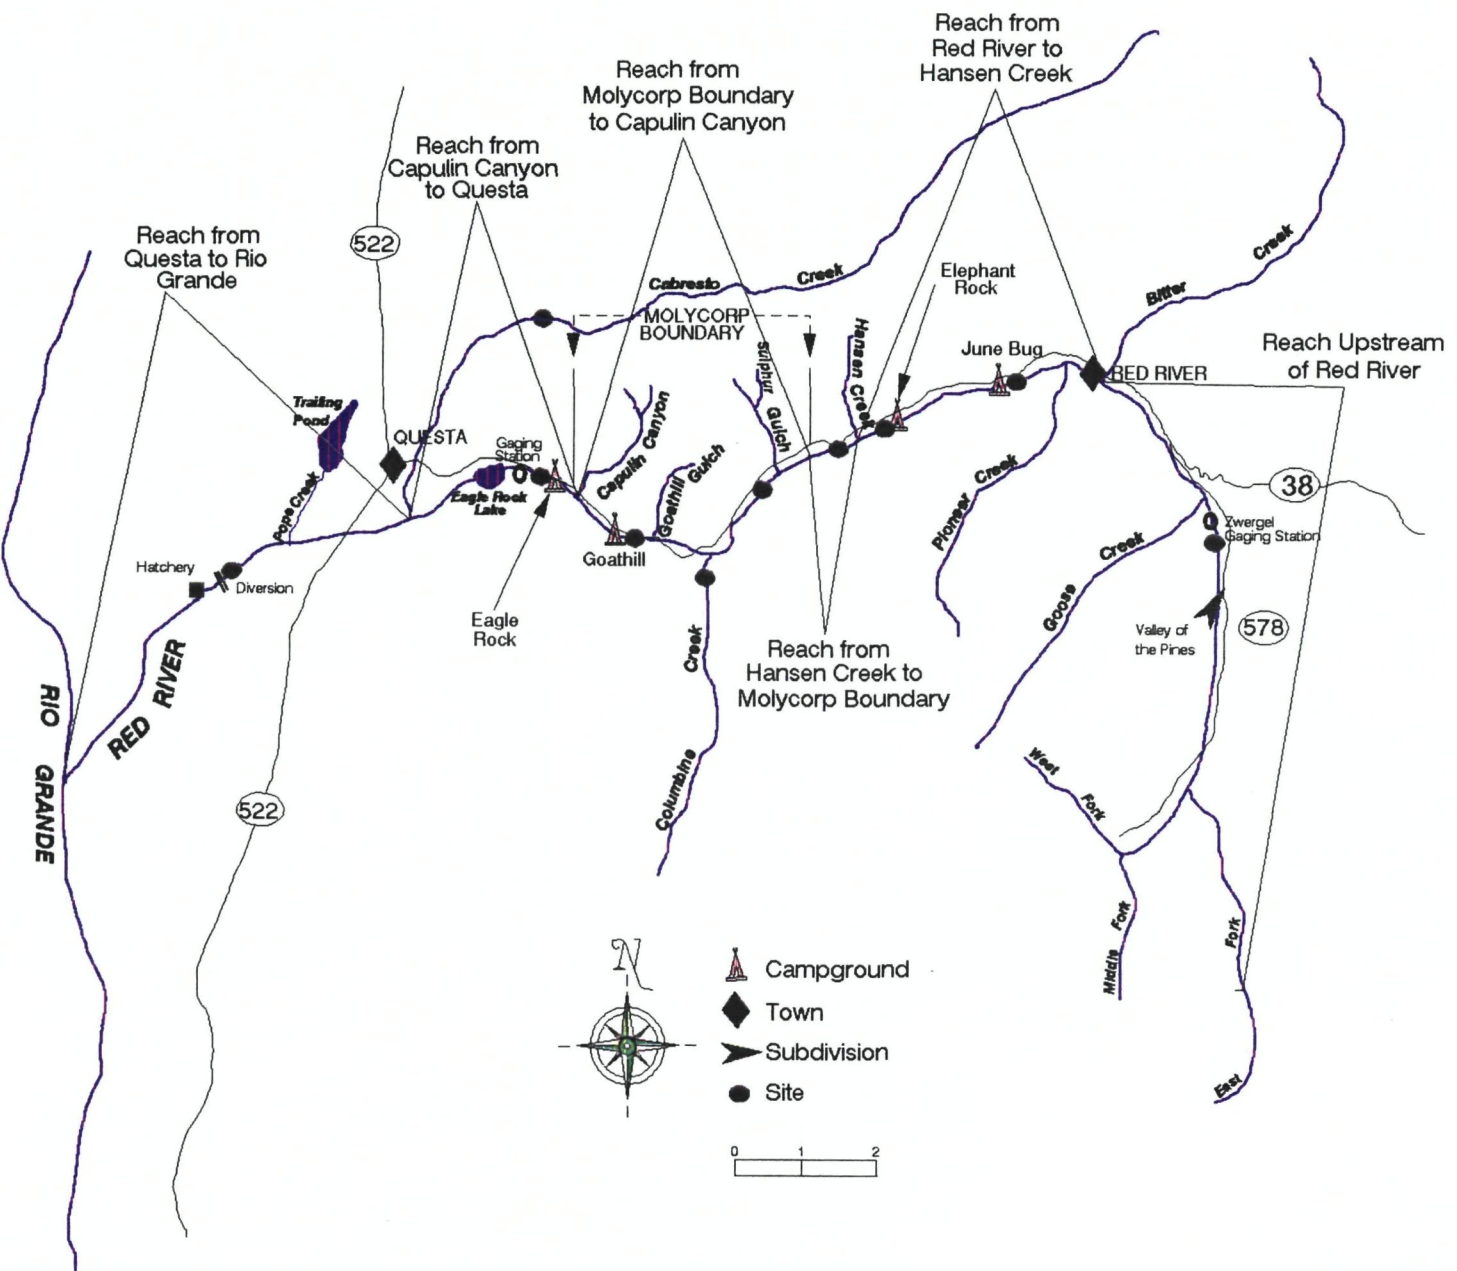 Reach from
Red River to
Hansen Creek
Reach from
Molycorp Boundary
to Capulin Canyon
Reach from
Capulin Canyon
to Questa
Reach from
Questa to Rio
Grande
522
Cabresto Creek
Bitter Creek
Elephant
Rock
MOLYCORP
BOUNDARY
Hansen Creek
Sulphur Gulch
June Bug
RED RIVER
Reach Upstream
of Red River
Trailing
Pond
QUESTA
Gaging
Station
Eagle Rock
Lake
Capulin Canyon
Goathill Gulch
Pope Creek
Pioneer Creek
38
Zwergel
Gaging Station
Goose Creek
Hatchery
Diversion
Goathill
Eagle
Rock
Valley of
the Pines
578
Reach from
Hansen Creek to
Molycorp Boundary
Columbine Creek
RED RIVER
RIO GRANDE
522
West Fork
Middle Fork
East Fork
N
Campground
Town
Subdivision
Site
0 1 2